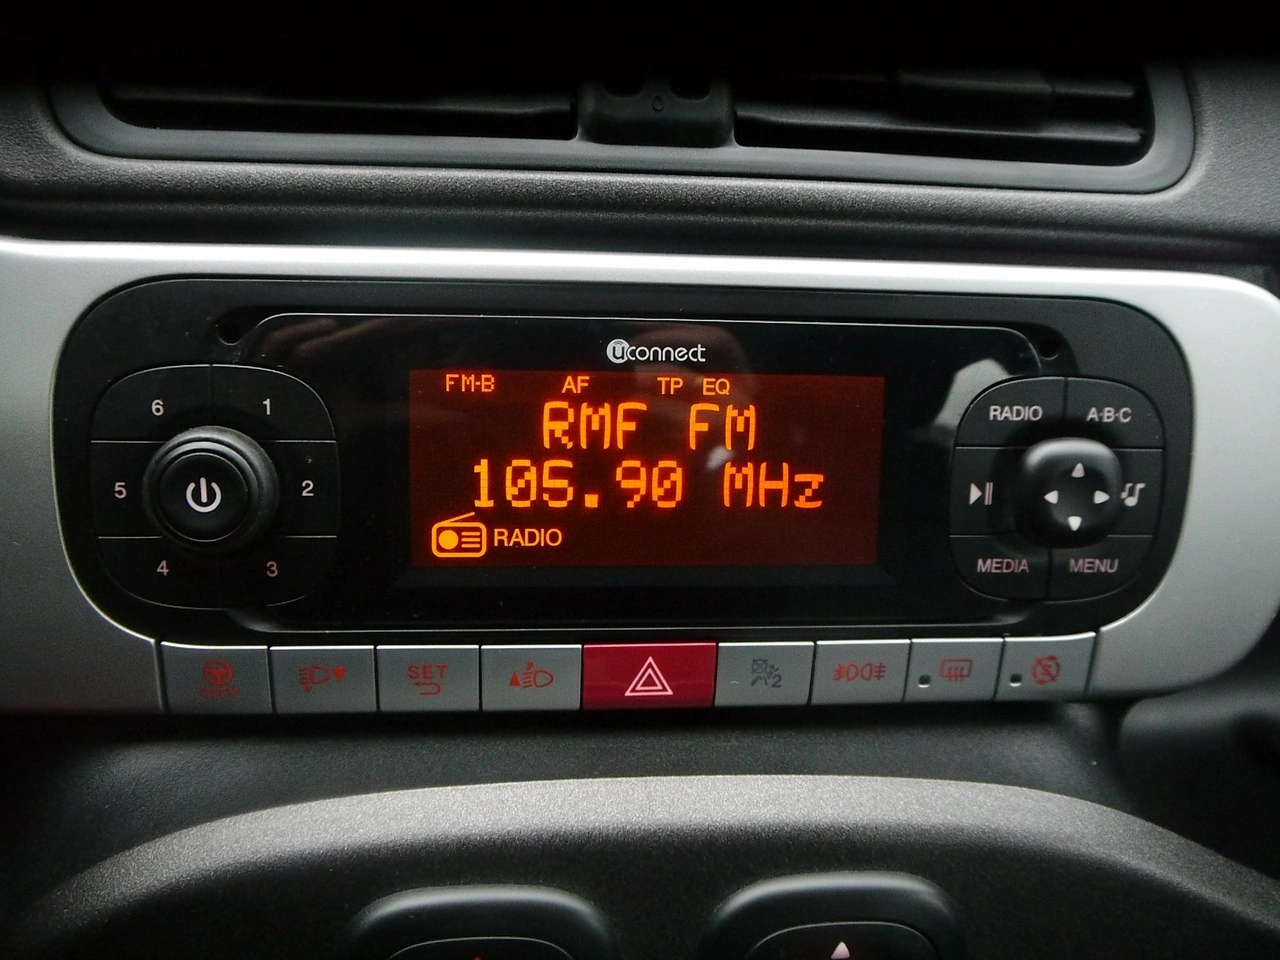 uconnect
FM-B AF TP EQ
RMF FM
105.90 MHz
RADIO
6 1
5 2
4 3
RADIO A·B·C
MEDIA MENU
SET
2